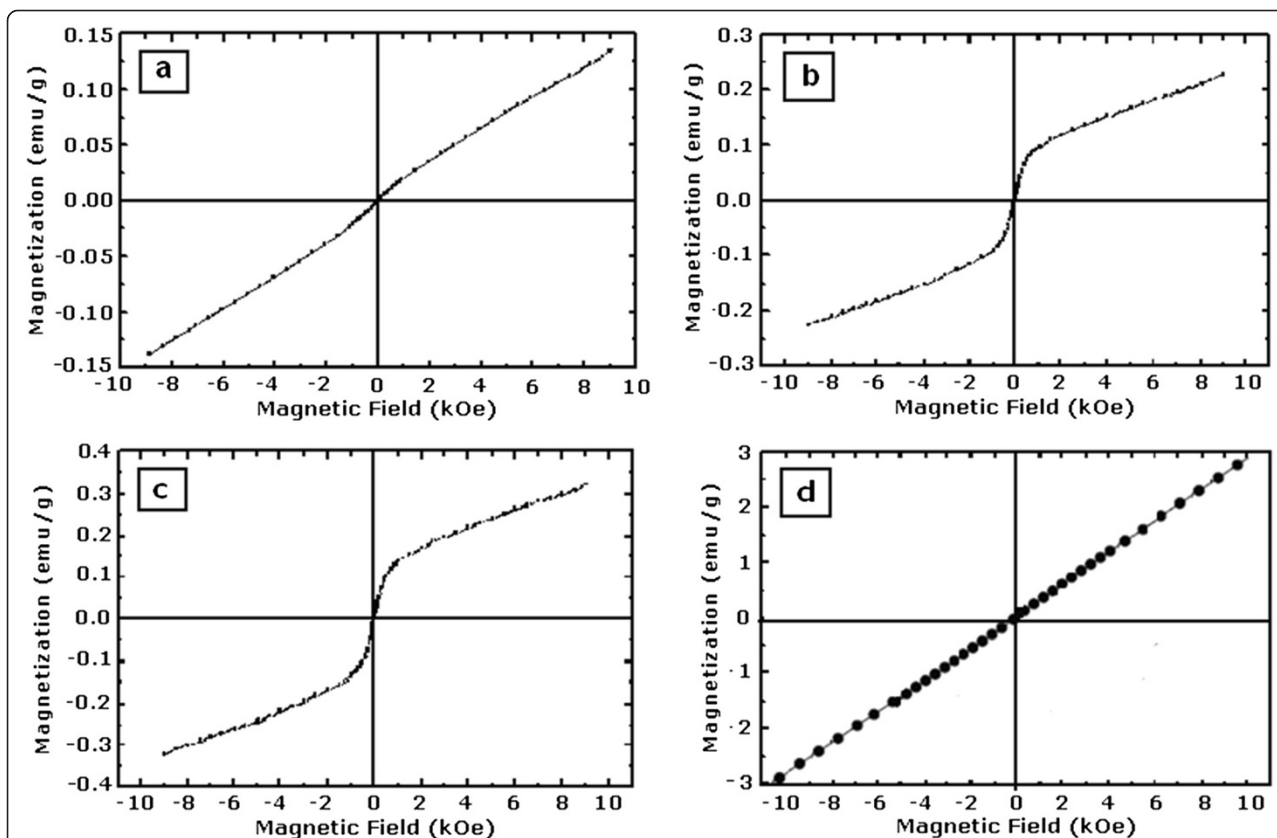 a
Magnetization (emu/g)
0.15
0.10
0.05
0.00
-0.05
-0.10
-0.15
-10 -8 -6 -4 -2 0 2 4 6 8 10
Magnetic Field (kOe)
b
Magnetization (emu/g)
0.3
0.2
0.1
0.0
-0.1
-0.2
-0.3
-10 -8 -6 -4 -2 0 2 4 6 8 10
Magnetic Field (kOe)
c
Magnetization (emu/g)
0.4
0.3
0.2
0.1
0.0
-0.1
-0.2
-0.3
-0.4
-10 -8 -6 -4 -2 0 2 4 6 8 10
Magnetic Field (kOe)
d
Magnetization (emu/g)
3
2
1
0
-1
-2
-3
-10 -8 -6 -4 -2 0 2 4 6 8 10
Magnetic Field (kOe)